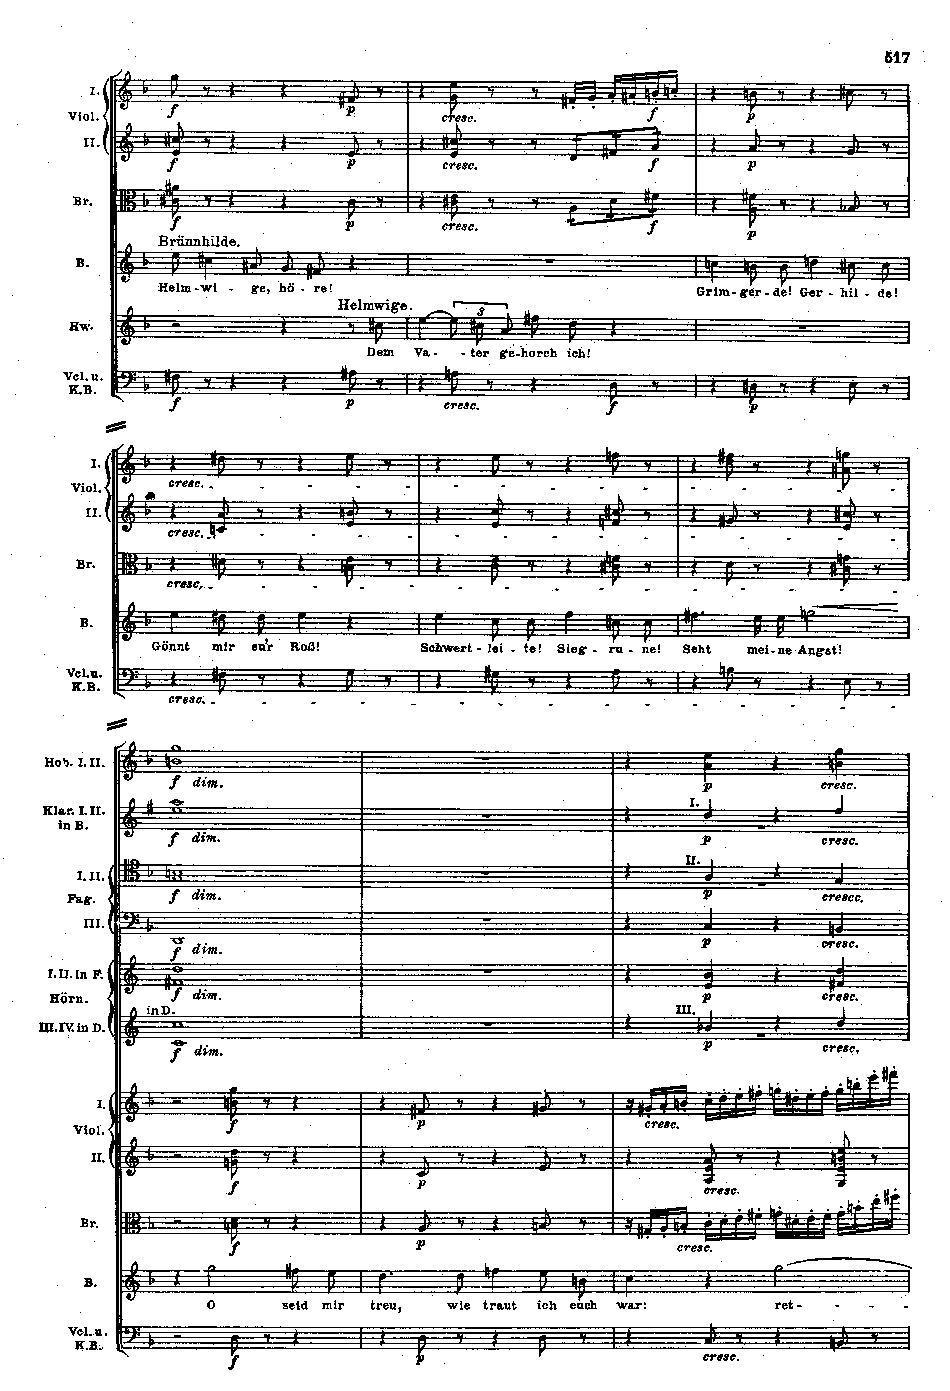 517
I.
Viol.
II.
f p cresc. f p
f p cresc. f p
Br.
f p cresc. f p
Brünnhilde.
B.
Helm-wi - ge, hö - re! Grim-ger-de! Ger-hil-de!
Helmwige.
Hw.
3
Dem Va - - ter ge-horch ich!
Vcl. u.
K.B.
f p cresc. f p
I.
Viol.
cresc.
II.
cresc.
Br.
cresc.
B.
Gönnt mir eu'r Roß! Schwert-lei-te! Sieg-ru-ne! Seht mei-ne Angst!
Vcl. u.
K.B.
cresc.
Hob. I. II.
f dim. p cresc.
Klar. I. II.
in B.
I.
f dim. p cresc.
I. II.
II.
Fag.
f dim. p crescc.
III.
f dim. p cresc.
I. II. in F.
f dim. p cresc.
Hörn.
in D. III.
III. IV. in D.
f dim. p cresc.
I.
Viol.
f p cresc.
II.
f p cresc.
Br.
f p cresc.
B.
O seid mir treu, wie traut ich euch war: ret- - - -
Vcl. u.
K.B.
f p cresc.